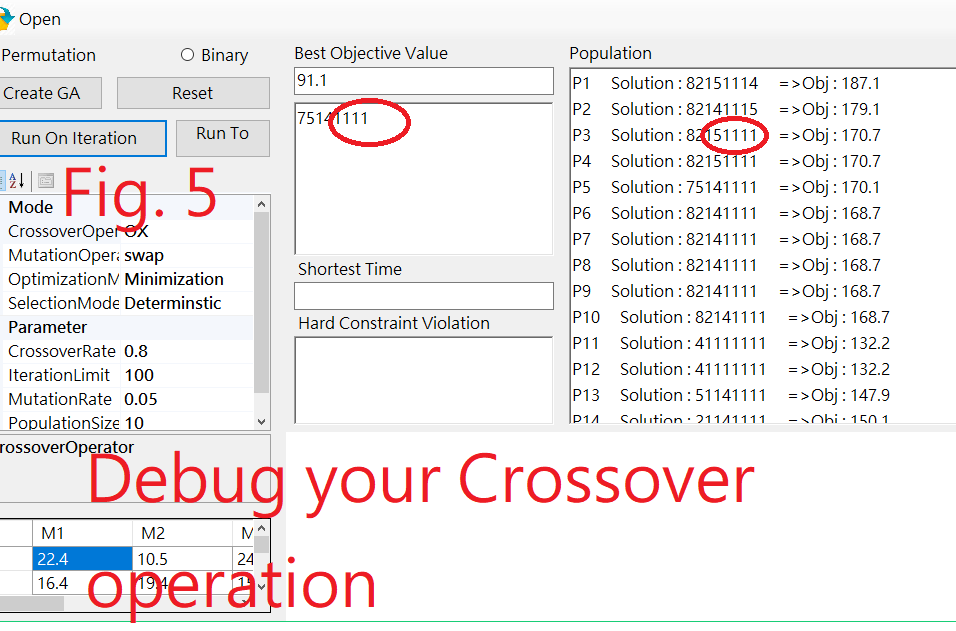 Open
Permutation
Binary
Create GA
Reset
Run On Iteration
Run To
Fig. 5
Mode
CrossoverOper OX
MutationOpera swap
OptimizationM Minimization
SelectionMode Determinstic
Parameter
CrossoverRate 0.8
IterationLimit 100
MutationRate 0.05
PopulationSize 10
rossoverOperator
M1 M2 M
22.4 10.5 24
16.4 19.4 15
Best Objective Value
91.1
75141111
Shortest Time
Hard Constraint Violation
Population
P1 Solution : 82151114 =>Obj : 187.1
P2 Solution : 82141115 =>Obj : 179.1
P3 Solution : 82151111 =>Obj : 170.7
P4 Solution : 82151111 =>Obj : 170.7
P5 Solution : 75141111 =>Obj : 170.1
P6 Solution : 82141111 =>Obj : 168.7
P7 Solution : 82141111 =>Obj : 168.7
P8 Solution : 82141111 =>Obj : 168.7
P9 Solution : 82141111 =>Obj : 168.7
P10 Solution : 82141111 =>Obj : 168.7
P11 Solution : 41111111 =>Obj : 132.2
P12 Solution : 41111111 =>Obj : 132.2
P13 Solution : 51141111 =>Obj : 147.9
P14 Solution : 21141111 =>Obj : 150.1
Debug your Crossover
operation